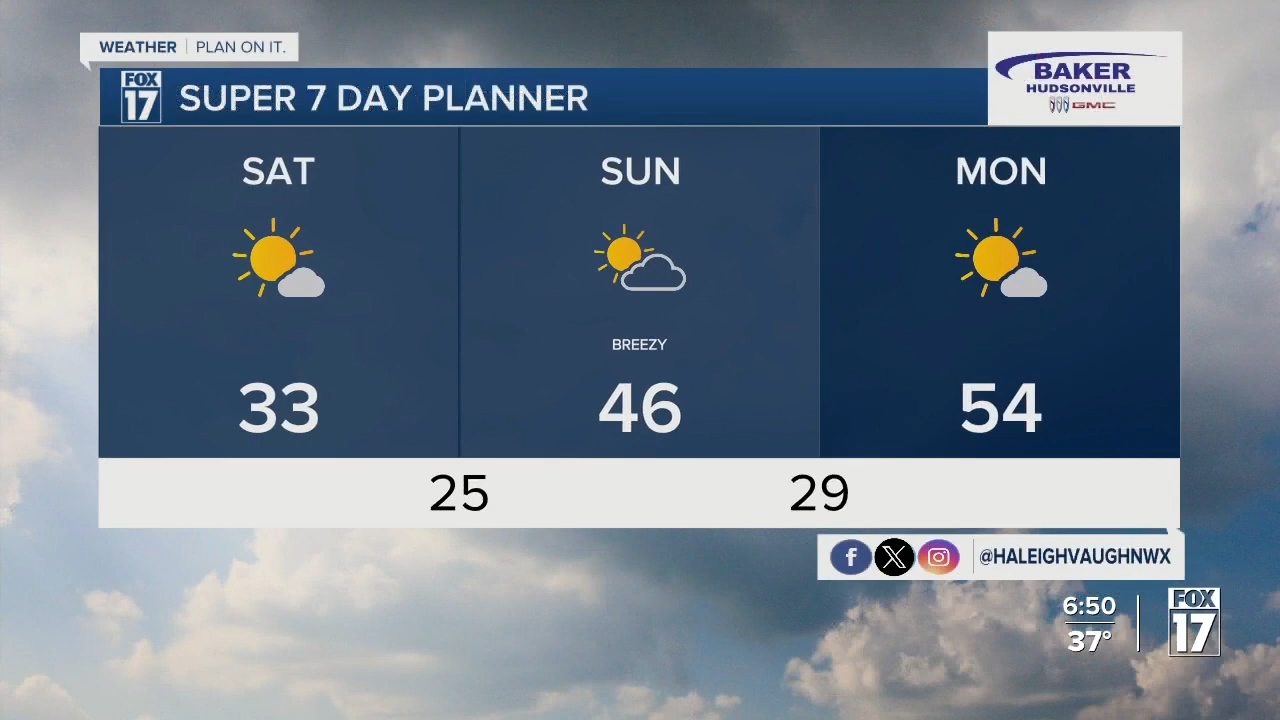 WEATHER | PLAN ON IT.
FOX 17
SUPER 7 DAY PLANNER
BAKER
HUDSONVILLE
GMC
SAT
SUN
MON
BREEZY
33
46
54
25
29
@HALEIGHVAUGHNWX
6:50
37°
FOX
17